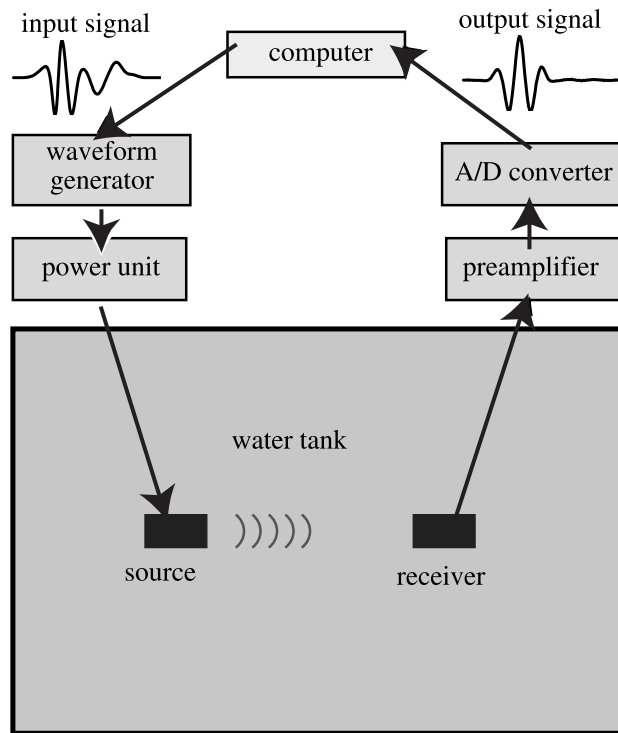 input signal
output signal
computer
waveform
generator
A/D converter
power unit
preamplifier
water tank
source
receiver